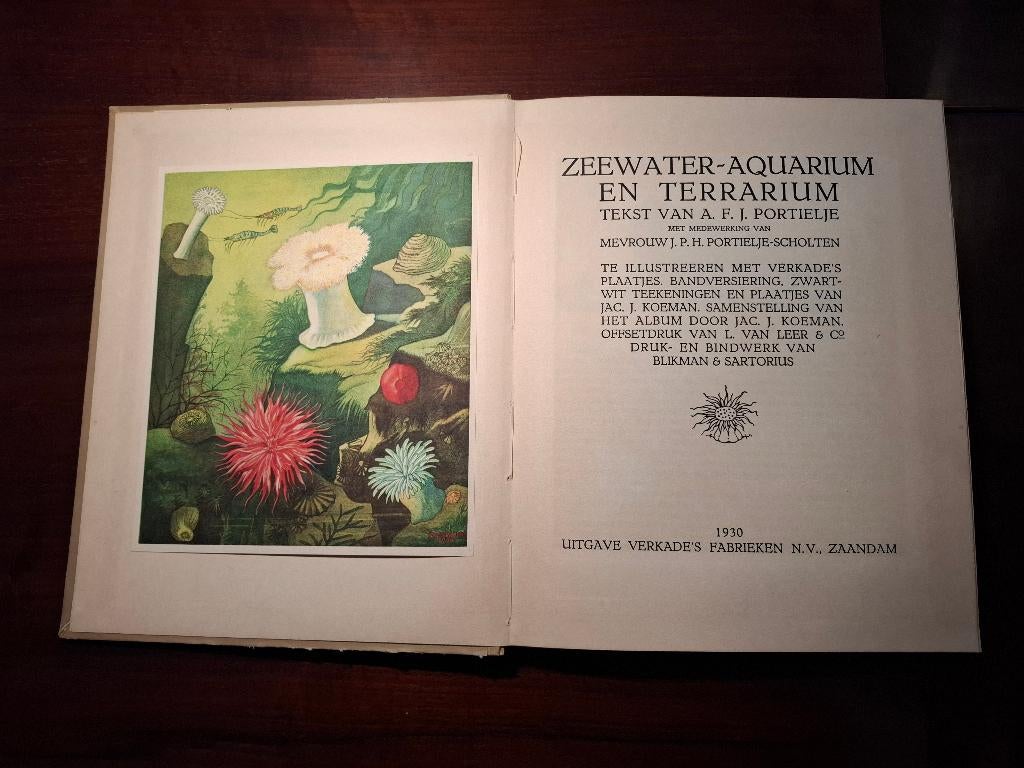 ZEEWATER-AQUARIUM
EN TERRARIUM
TEKST VAN A. F. J. PORTIELJE
MET MEDEWERKING VAN
MEVROUW J. P. H. PORTIELJE-SCHOLTEN
TE ILLUSTREEREN MET VERKADE'S
PLAATJES. BANDVERSIERING, ZWART-
WIT TEEKENINGEN EN PLAATJES VAN
JAC. J. KOEMAN. SAMENSTELLING VAN
HET ALBUM DOOR JAC. J. KOEMAN.
OFFSETDRUK VAN L. VAN LEER & Cº
DRUK- EN BINDWERK VAN
BLIKMAN & SARTORIUS
1930
UITGAVE VERKADE'S FABRIEKEN N.V., ZAANDAM